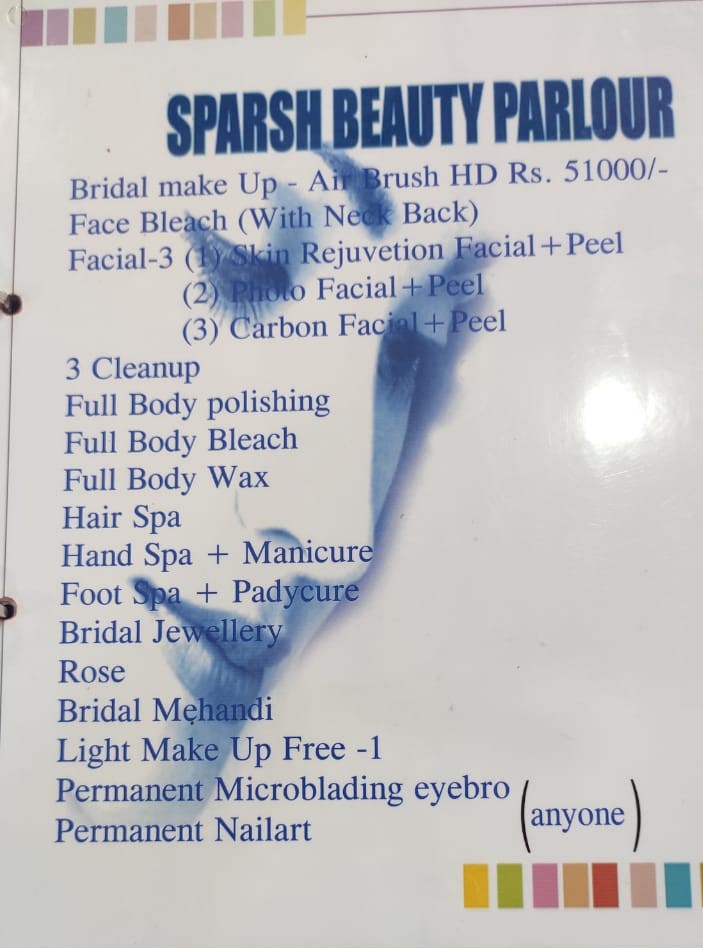 SPARSH BEAUTY PARLOUR
Bridal make Up - Air Brush HD Rs. 51000/-
Face Bleach (With Neck Back)
Facial-3 (1) Skin Rejuvetion Facial+Peel
(2) Photo Facial+Peel
(3) Carbon Facial+Peel
3 Cleanup
Full Body polishing
Full Body Bleach
Full Body Wax
Hair Spa
Hand Spa + Manicure
Foot Spa + Padycure
Bridal Jewellery
Rose
Bridal Mehandi
Light Make Up Free -1
Permanent Microblading eyebro
(anyone)
Permanent Nailart